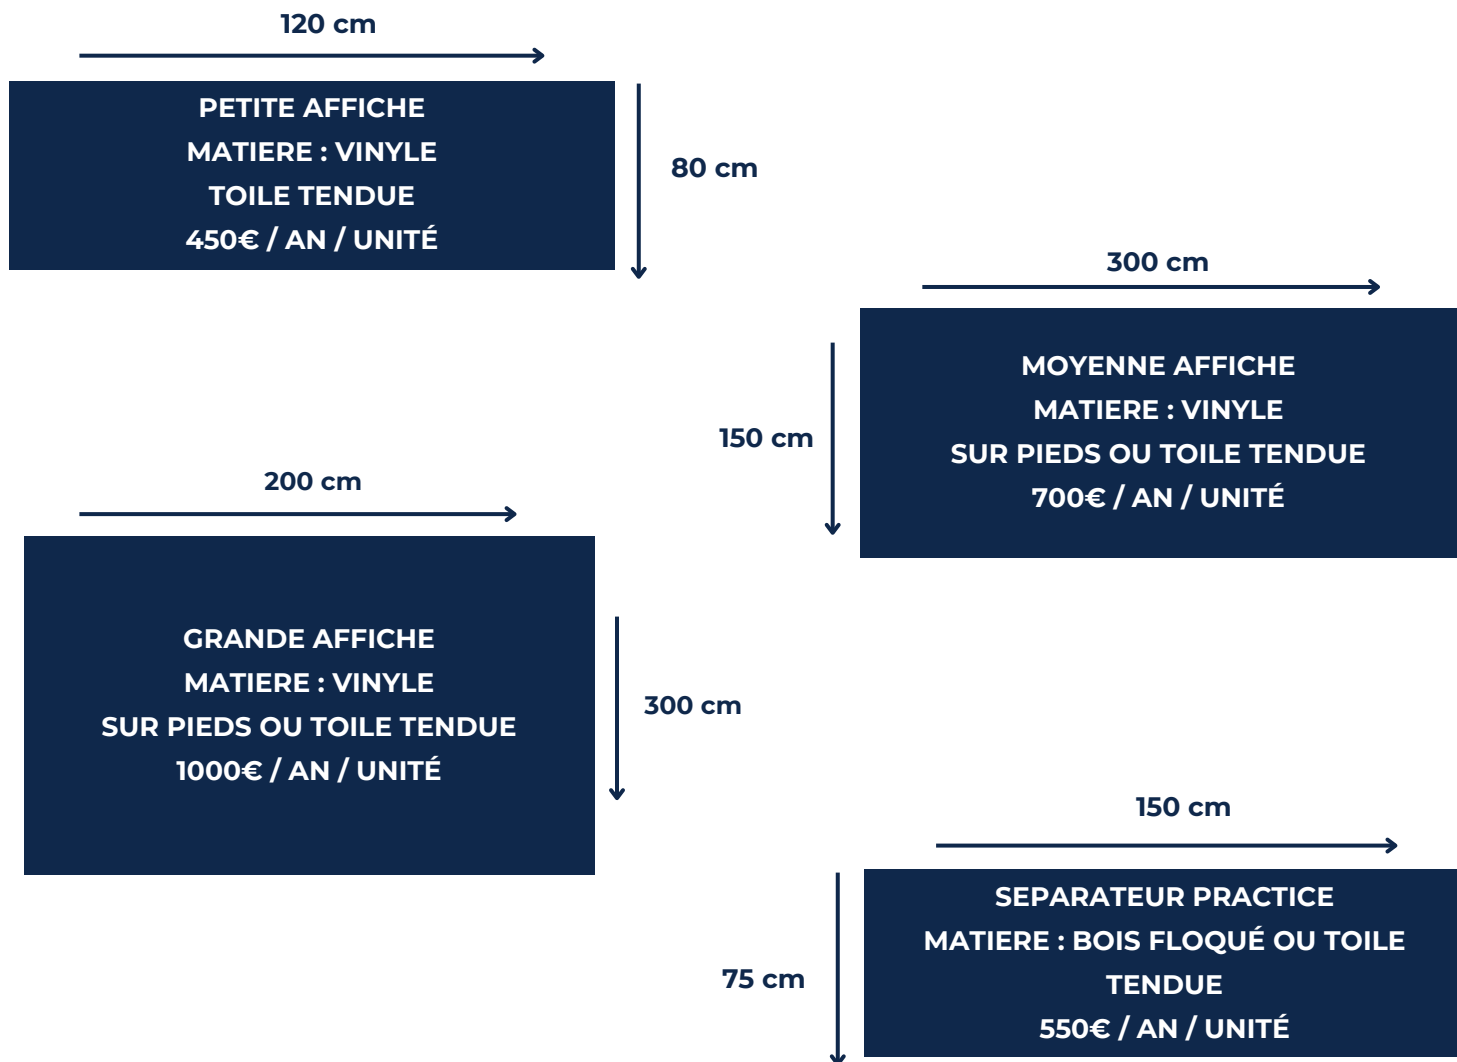 120 cm
PETITE AFFICHE
MATIERE : VINYLE
TOILE TENDUE
450€ / AN / UNITÉ
80 cm
300 cm
MOYENNE AFFICHE
MATIERE : VINYLE
SUR PIEDS OU TOILE TENDUE
700€ / AN / UNITÉ
150 cm
200 cm
GRANDE AFFICHE
MATIERE : VINYLE
SUR PIEDS OU TOILE TENDUE
1000€ / AN / UNITÉ
300 cm
150 cm
SEPARATEUR PRACTICE
MATIERE : BOIS FLOQUÉ OU TOILE
TENDUE
550€ / AN / UNITÉ
75 cm